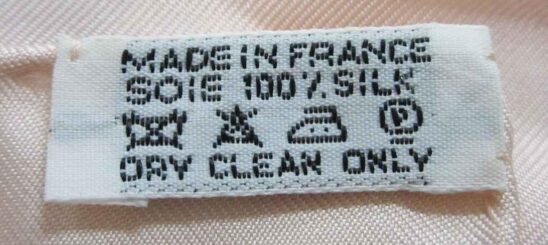 MADE IN FRANCE
SOIE 100% SILK
P
DRY CLEAN ONLY